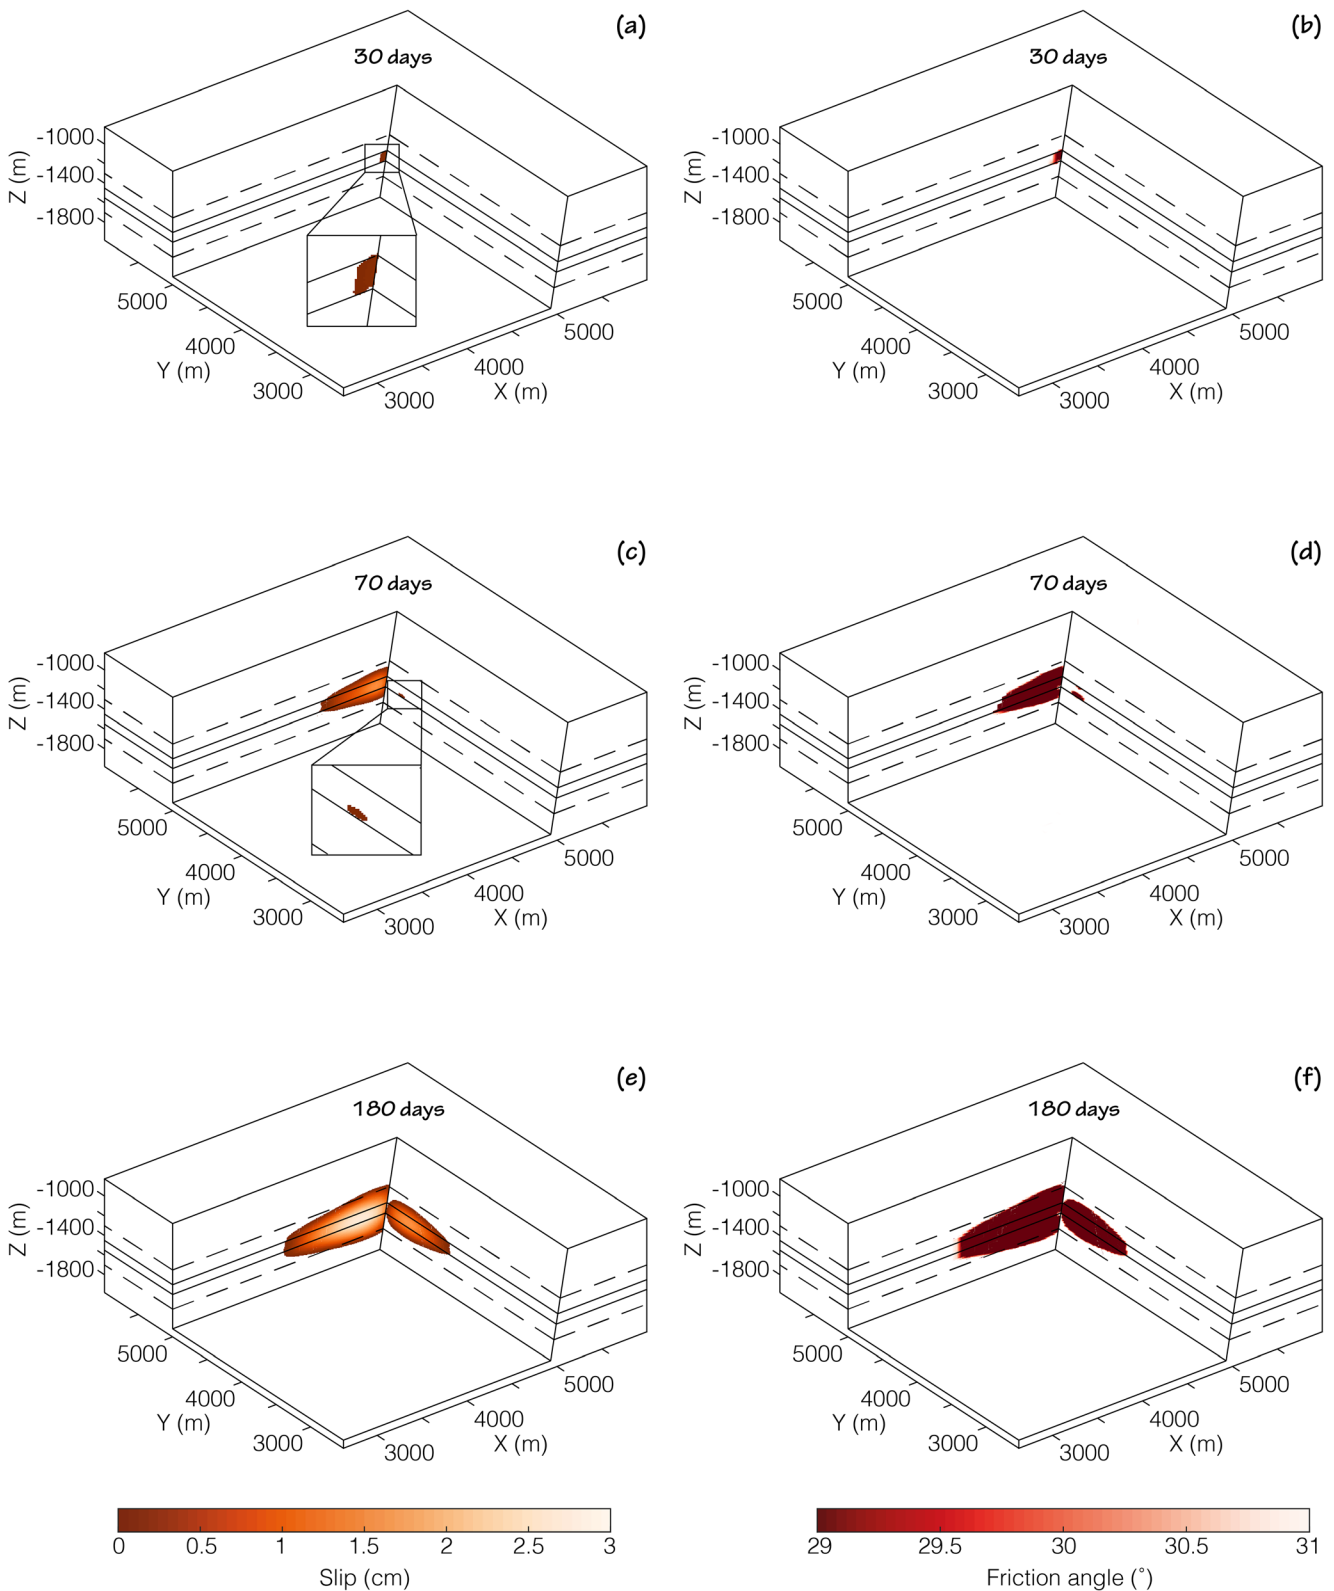 (a)
30 days
-1000
-1400
-1800
Z (m)
5000
4000
3000
Y (m)
3000
4000
5000
X (m)
(b)
30 days
-1000
-1400
-1800
Z (m)
5000
4000
3000
Y (m)
3000
4000
5000
X (m)
(c)
70 days
-1000
-1400
-1800
Z (m)
5000
4000
3000
Y (m)
3000
4000
5000
X (m)
(d)
70 days
-1000
-1400
-1800
Z (m)
5000
4000
3000
Y (m)
3000
4000
5000
X (m)
(e)
180 days
-1000
-1400
-1800
Z (m)
5000
4000
3000
Y (m)
3000
4000
5000
X (m)
(f)
180 days
-1000
-1400
-1800
Z (m)
5000
4000
3000
Y (m)
3000
4000
5000
X (m)
0 0.5 1 1.5 2 2.5 3
Slip (cm)
29 29.5 30 30.5 31
Friction angle (°)